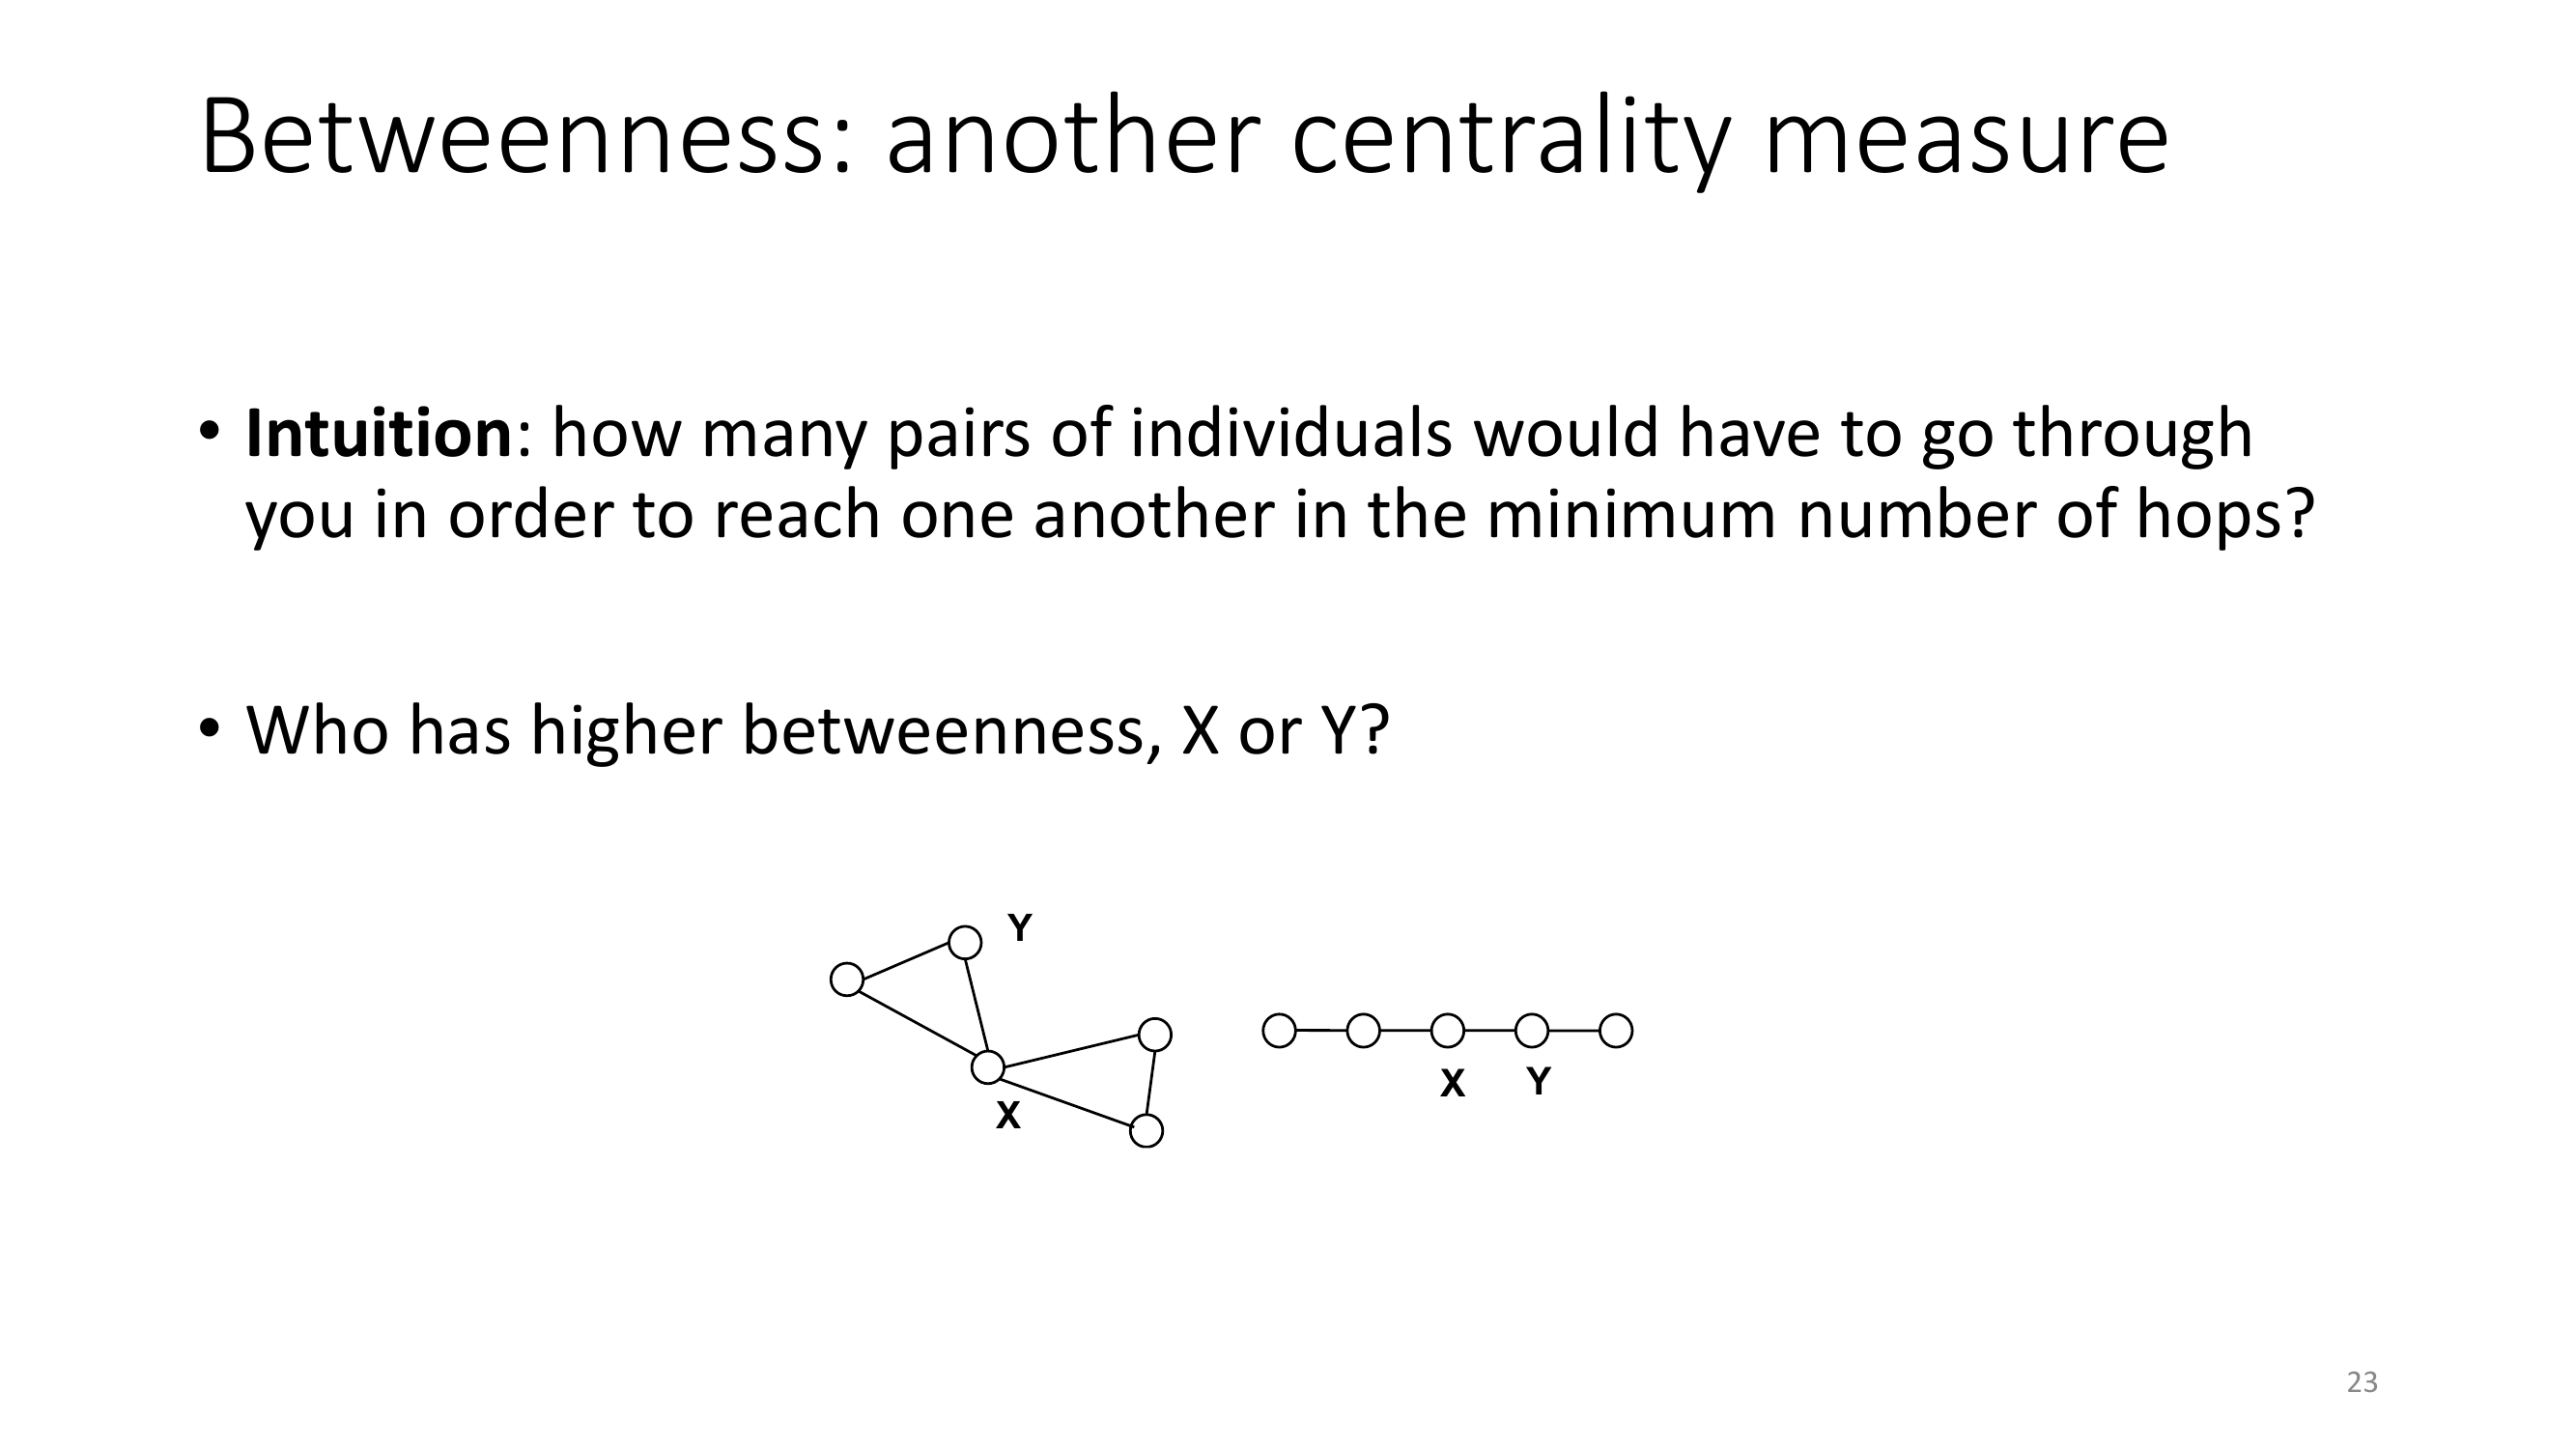 Betweenness: another centrality measure
• Intuition: how many pairs of individuals would have to go through
you in order to reach one another in the minimum number of hops?
• Who has higher betweenness, X or Y?
Y
X
X Y
23